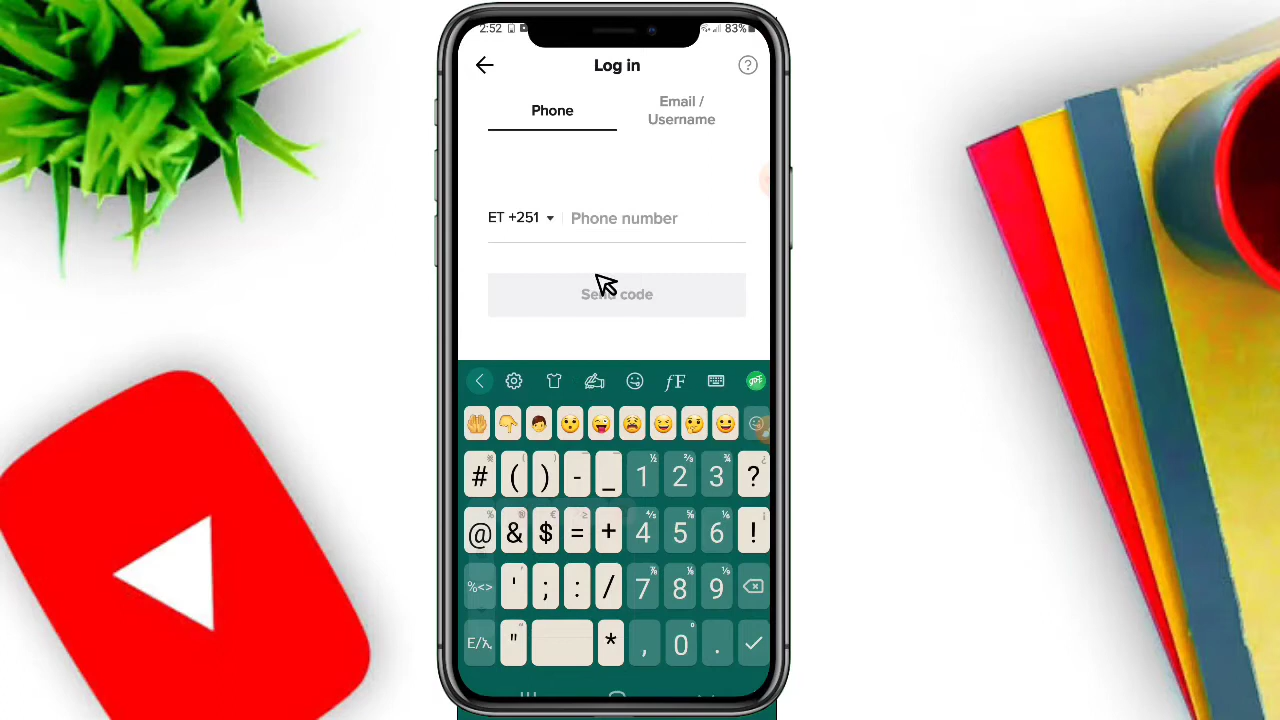 2:52
83%
Log in
?
Phone
Email /
Username
ET +251
Phone number
Send code
fF
# ( ) - _ 1 2 3 ?
@ & $ = + 4 5 6 !
%<> ' ; : / 7 8 9
" * , 0 .